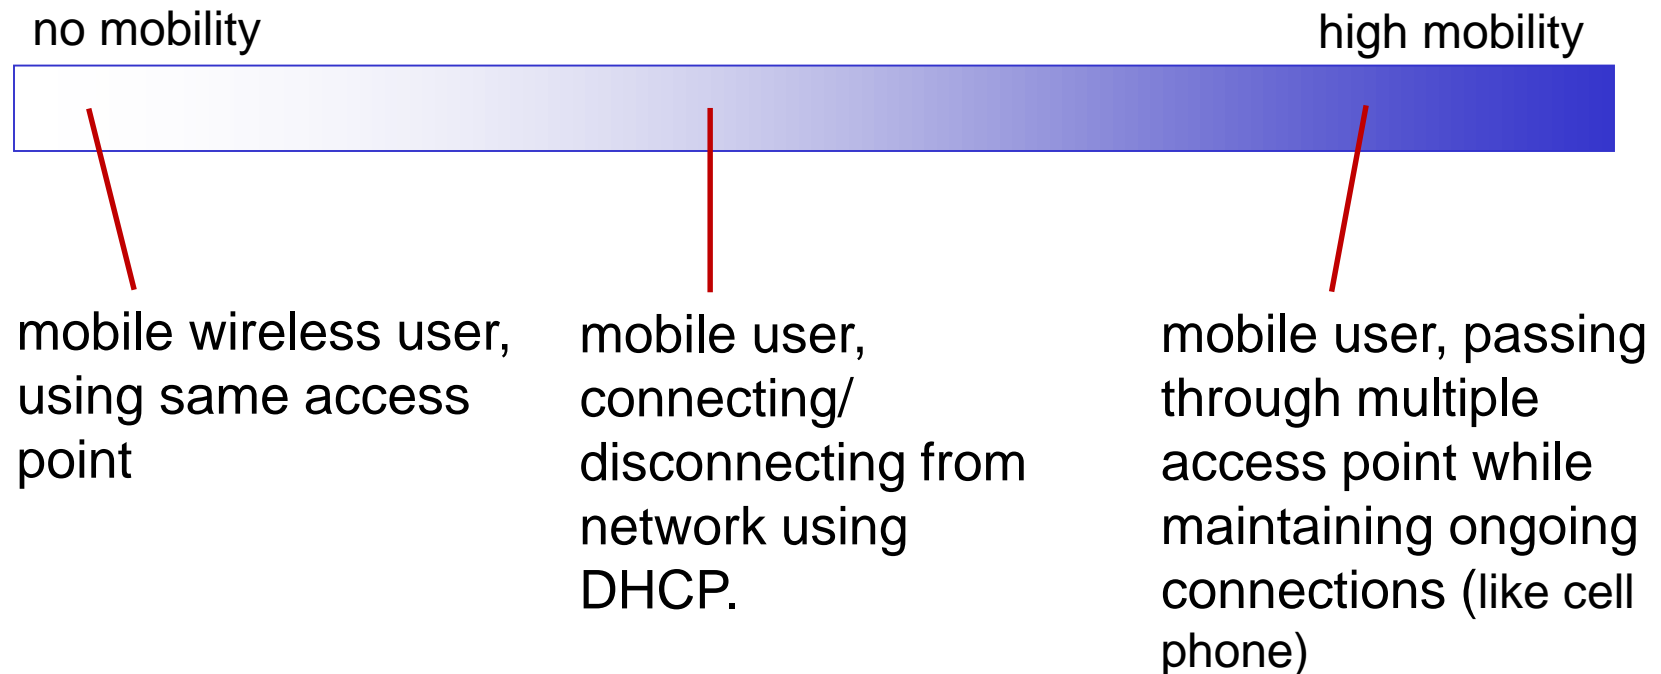 no mobility
high mobility
mobile wireless user,
using same access
point
mobile user,
connecting/
disconnecting from
network using
DHCP.
mobile user, passing
through multiple
access point while
maintaining ongoing
connections (like cell
phone)